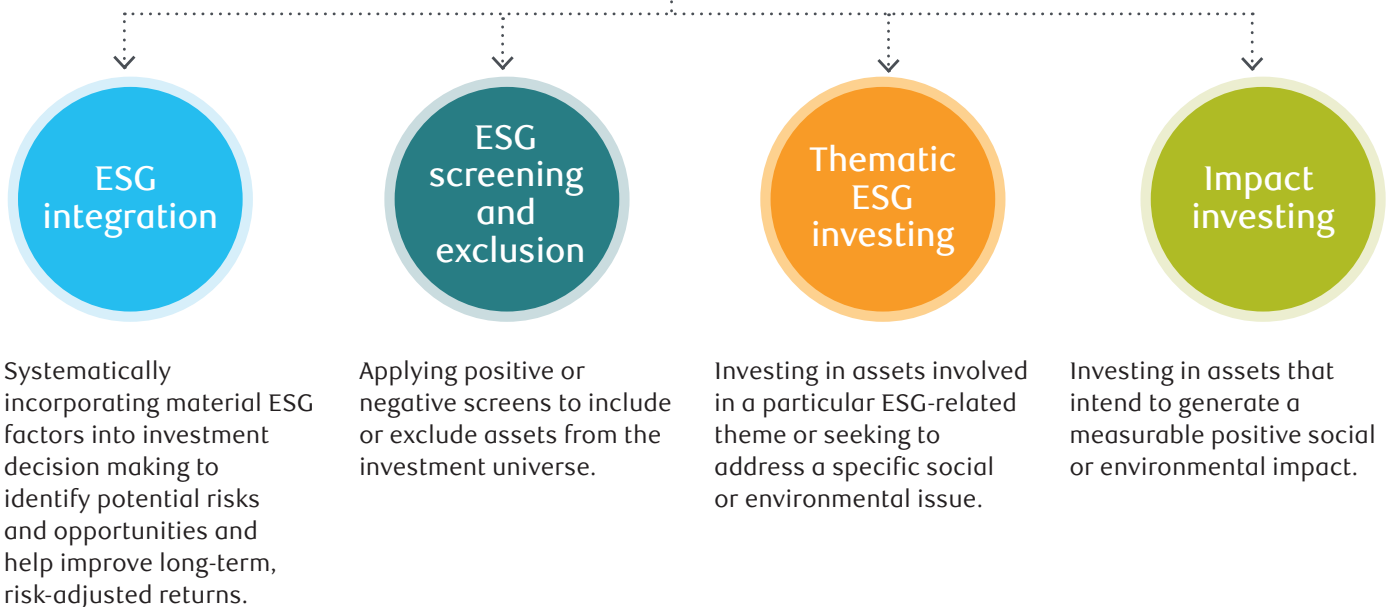 ESG
integration
ESG
screening
and
exclusion
Thematic
ESG
investing
Impact
investing
Systematically
incorporating material ESG
factors into investment
decision making to
identify potential risks
and opportunities and
help improve long-term,
risk-adjusted returns.
Applying positive or
negative screens to include
or exclude assets from the
investment universe.
Investing in assets involved
in a particular ESG-related
theme or seeking to
address a specific social
or environmental issue.
Investing in assets that
intend to generate a
measurable positive social
or environmental impact.